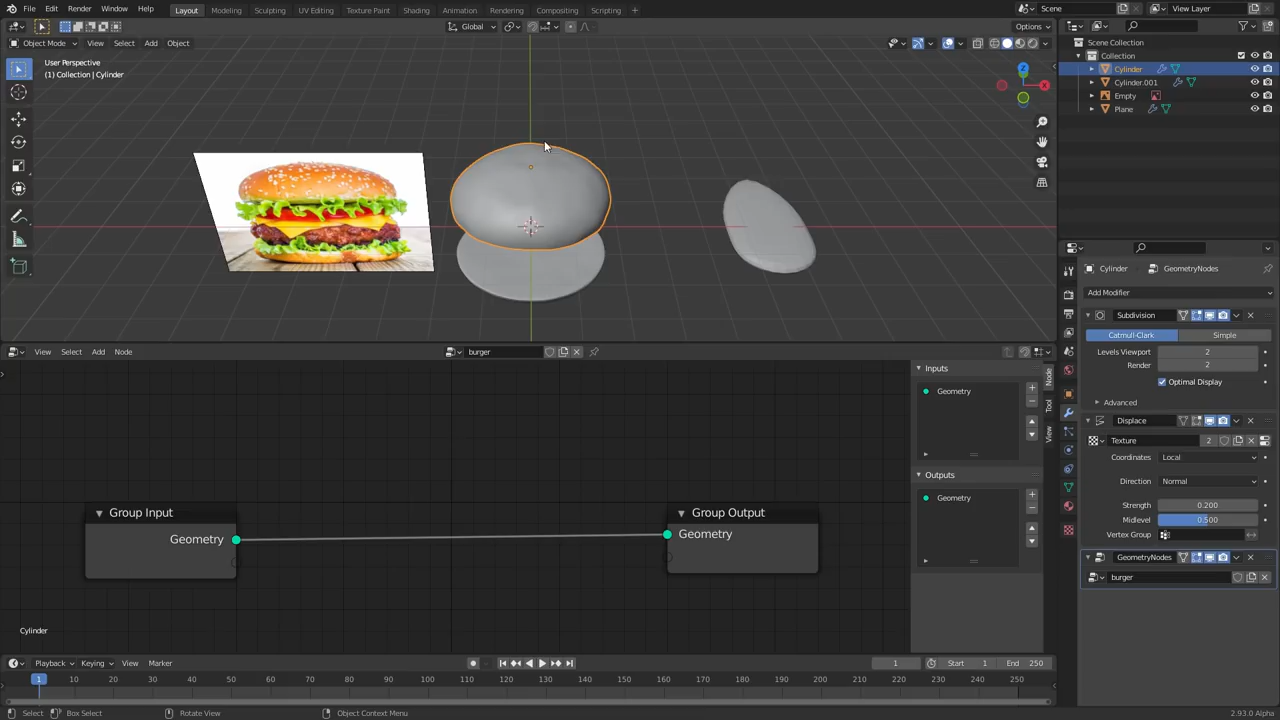 File Edit Render Window Help Layout Modeling Sculpting UV Editing Texture Paint Shading Animation Rendering Compositing Scripting Scene View Layer
Global Options
Object Mode View Select Add Object
User Perspective
(1) Collection | Cylinder
Z
X
Y
Scene Collection
Collection
Cylinder
Cylinder.001
Empty
Plane
Cylinder GeometryNodes
Add Modifier
Subdivision
Catmull-Clark Simple
Levels Viewport 2
Render 2
Optimal Display
Advanced
Displace
Texture 2
Coordinates Local
Direction Normal
Strength 0.200
Midlevel 0.500
Vertex Group
GeometryNodes
burger
View Select Add Node burger
Inputs
Geometry
Outputs
Geometry
Node
Tool
View
Group Input
Geometry
Group Output
Geometry
Cylinder
Playback Keying View Marker 1 Start 1 End 250
1 10 20 30 40 50 60 70 80 90 100 110 120 130 140 150 160 170 180 190 200 210 220 230 240 250
Select Box Select Rotate View Object Context Menu 2.93.0 Alpha